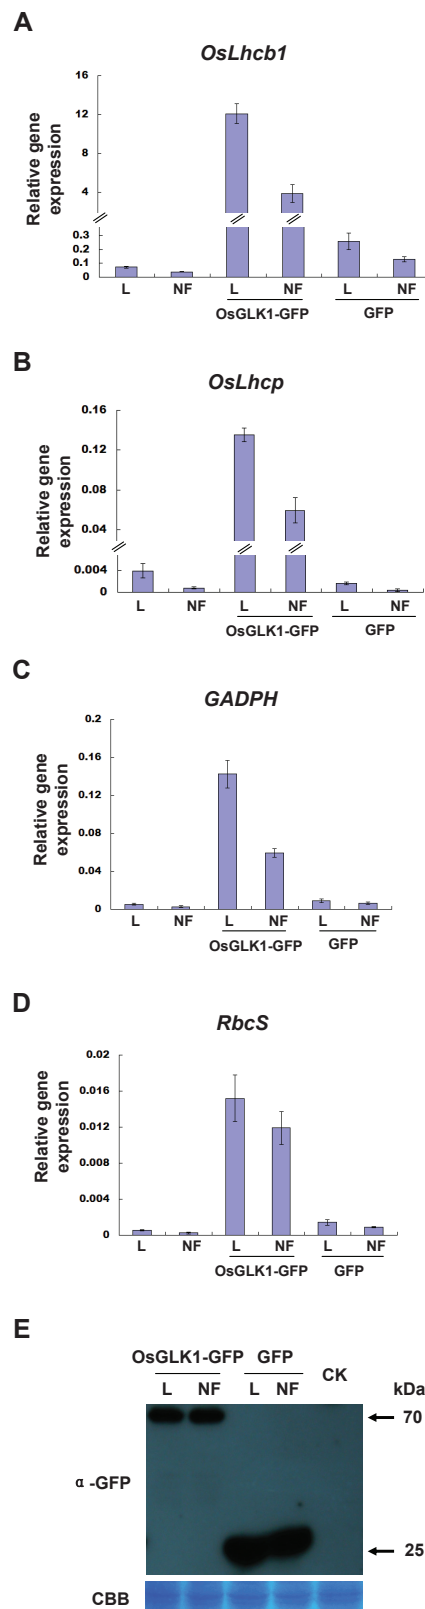 A
OsLhcb1
Relative gene
expression
16
12
8
4
0.3
0.2
0.1
0
L NF L NF L NF
OsGLK1-GFP GFP
B
OsLhcp
Relative gene
expression
0.16
0.12
0.08
0.04
0.004
0
L NF L NF L NF
OsGLK1-GFP GFP
C
GADPH
Relative gene
expression
0.2
0.16
0.12
0.08
0.04
0
L NF L NF L NF
OsGLK1-GFP GFP
D
RbcS
Relative gene
expression
0.02
0.016
0.012
0.008
0.004
0
L NF L NF L NF
OsGLK1-GFP GFP
E
OsGLK1-GFP GFP CK
L NF L NF kDa
70
α -GFP
25
CBB